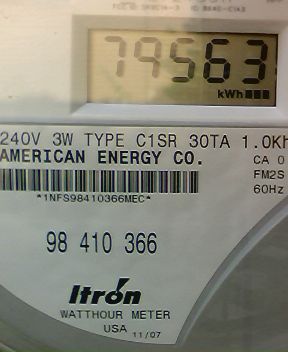 79563
kWh
240V 3W TYPE C1SR 30TA 1.0Kh
AMERICAN ENERGY CO.
CA 0
FM2S
60Hz
*1NFS98410366MEC*
98 410 366
Itron
WATTHOUR METER
USA 11/07